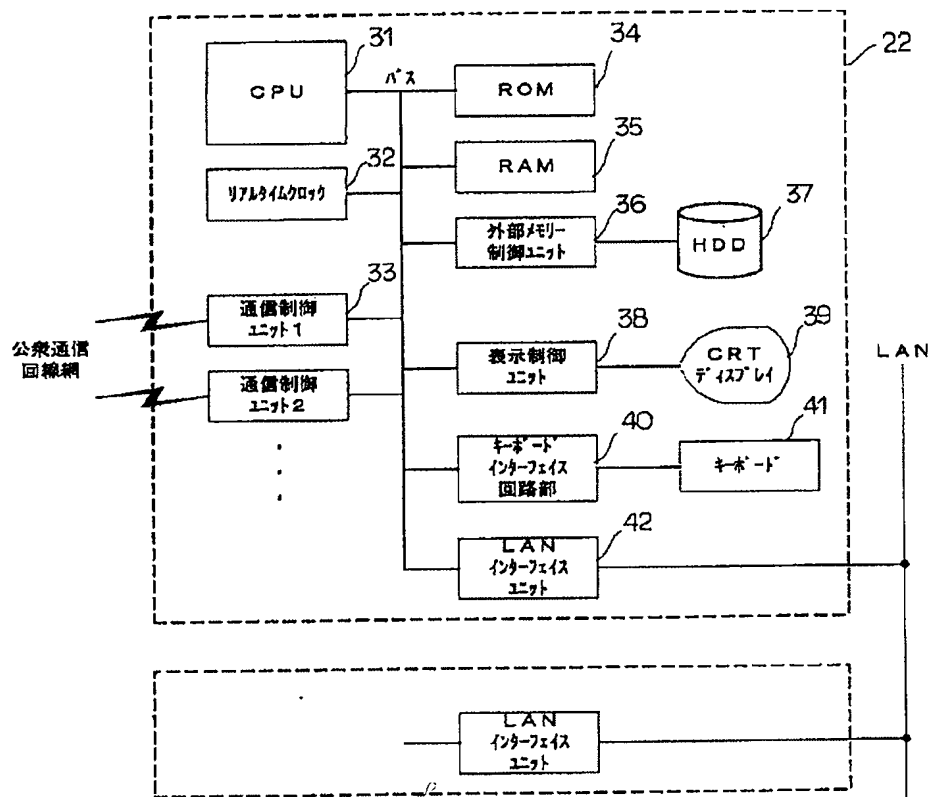 31
34
22
CPU
バス
ROM
32
35
リアルタイムクロック
RAM
36
37
外部メモリー
制御ユニット
HDD
33
通信制御
ユニット1
公衆通信
回線網
38
39
表示制御
ユニット
CRT
ディスプレイ
LAN
通信制御
ユニット2
40
41
キーボード
インターフェイス
回路部
キーボード
42
LAN
インターフェイス
ユニット
LAN
インターフェイス
ユニット